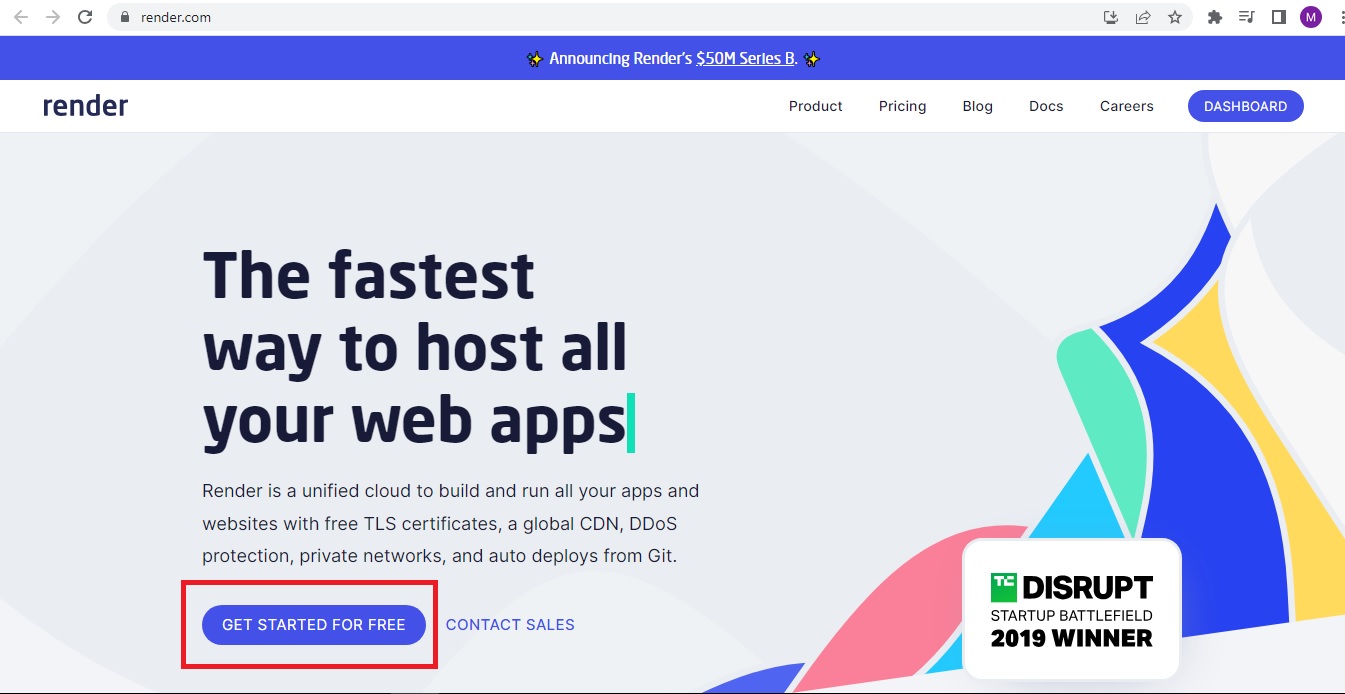 render.com
M
✨ Announcing Render's $50M Series B. ✨
render
Product Pricing Blog Docs Careers DASHBOARD
The fastest
way to host all
your web apps
Render is a unified cloud to build and run all your apps and
websites with free TLS certificates, a global CDN, DDoS
protection, private networks, and auto deploys from Git.
GET STARTED FOR FREE CONTACT SALES
TC DISRUPT
STARTUP BATTLEFIELD
2019 WINNER